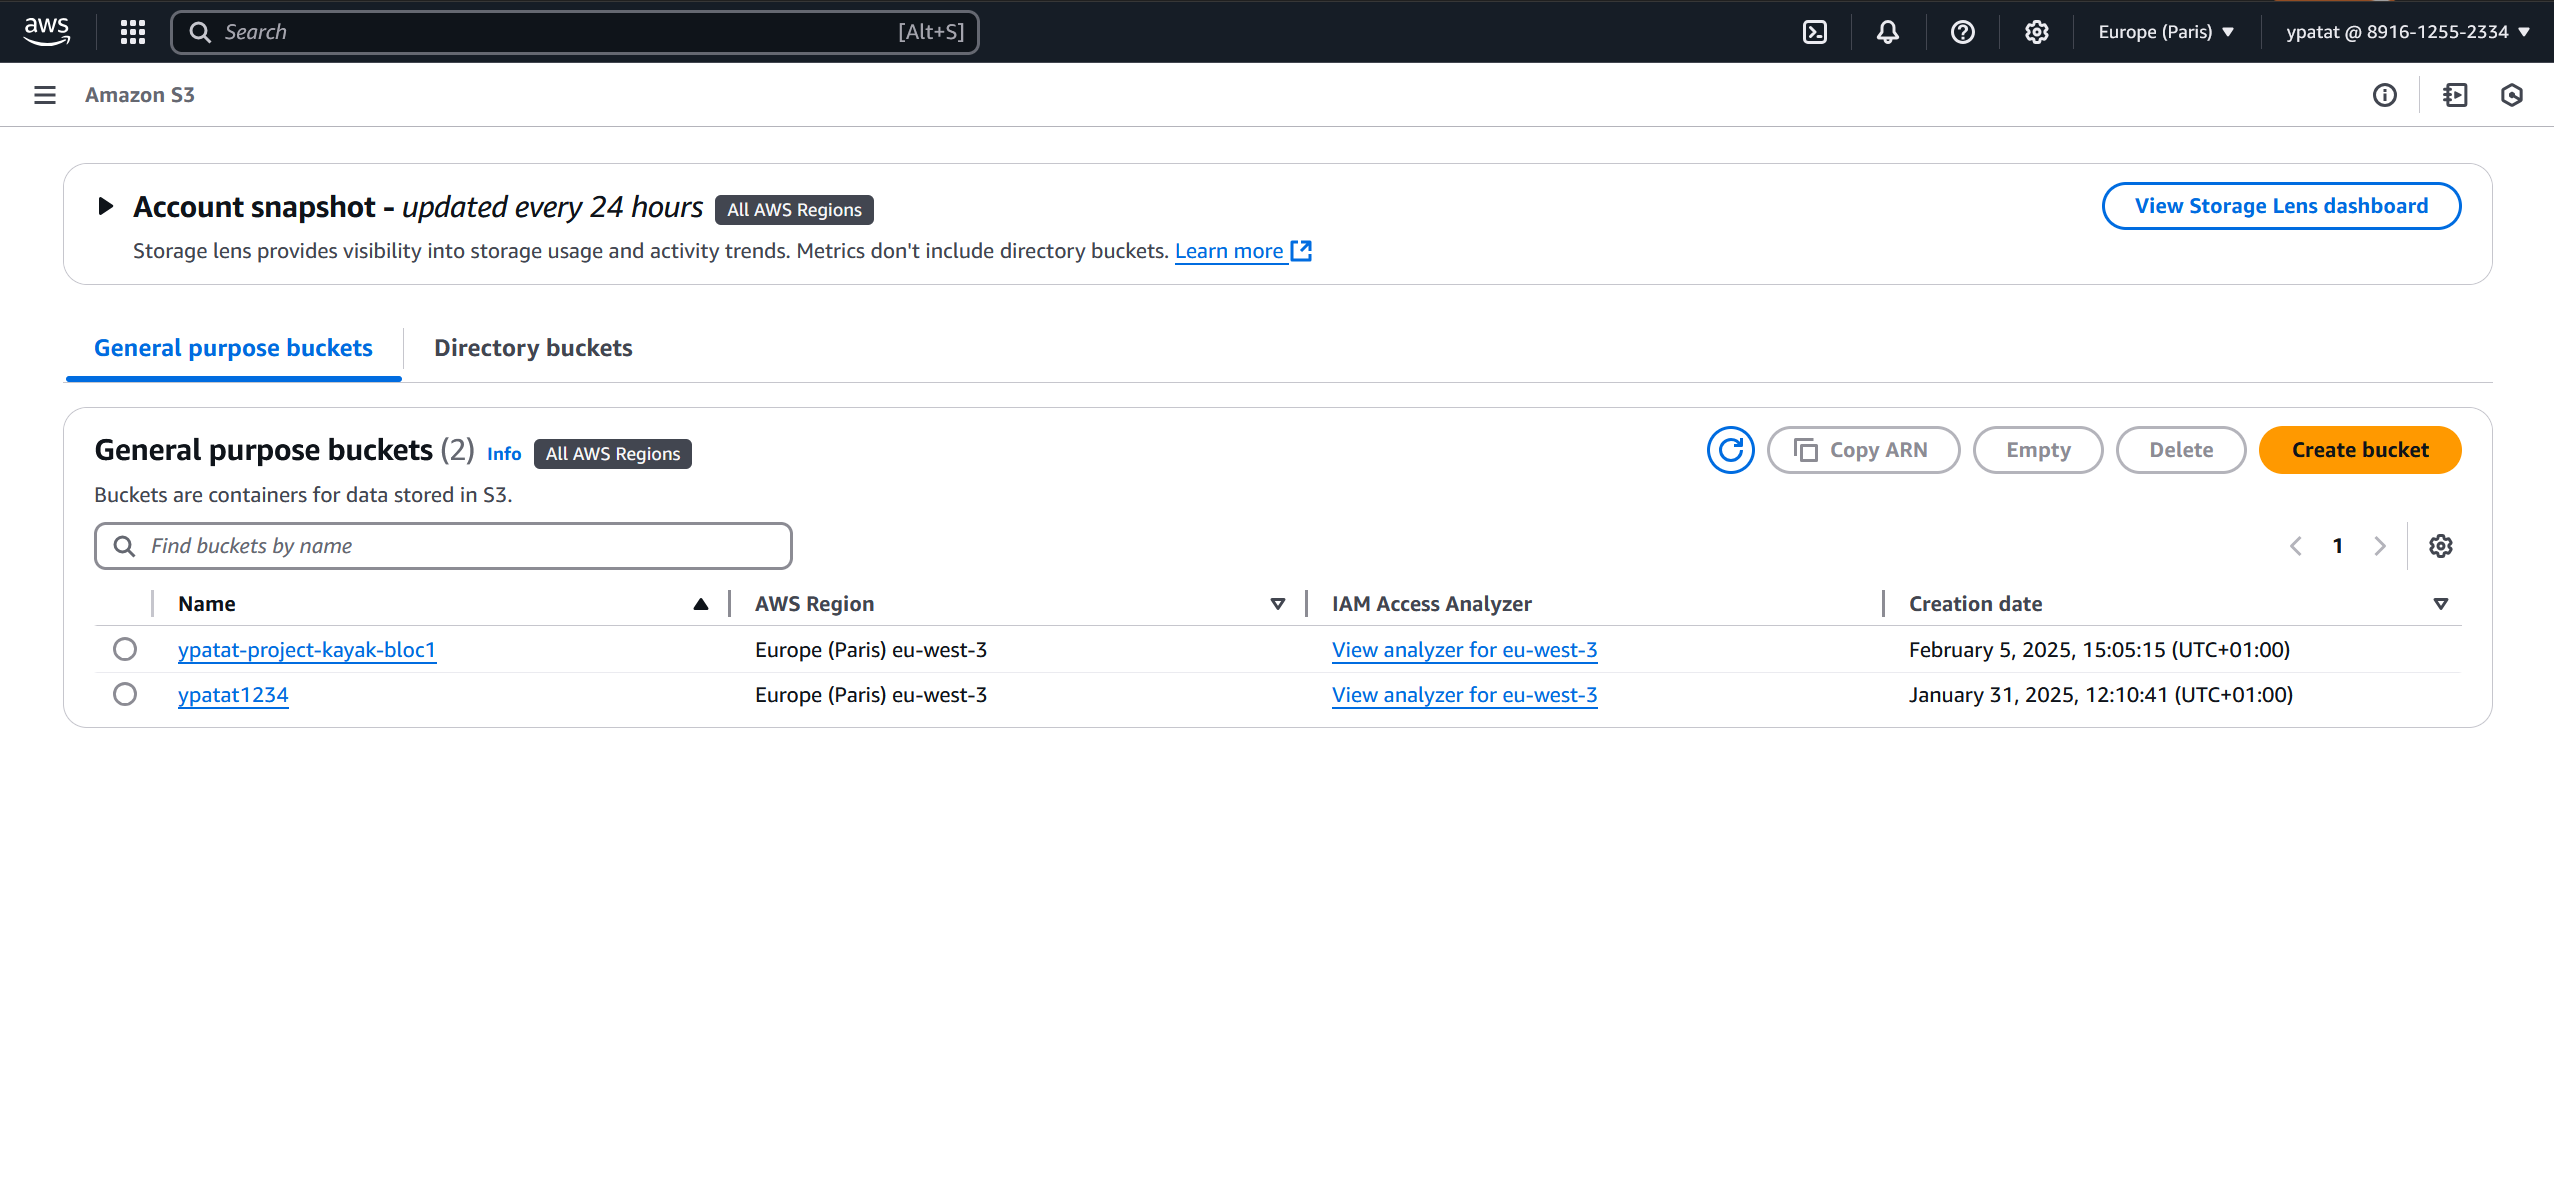 aws
Search [Alt+S]
Europe (Paris)
ypatat @ 8916-1255-2334
Amazon S3
Account snapshot - updated every 24 hours All AWS Regions
View Storage Lens dashboard
Storage lens provides visibility into storage usage and activity trends. Metrics don't include directory buckets. Learn more
General purpose buckets
Directory buckets
General purpose buckets (2) Info All AWS Regions
Copy ARN
Empty
Delete
Create bucket
Buckets are containers for data stored in S3.
Find buckets by name
1
Name AWS Region IAM Access Analyzer Creation date
ypatat-project-kayak-bloc1 Europe (Paris) eu-west-3 View analyzer for eu-west-3 February 5, 2025, 15:05:15 (UTC+01:00)
ypatat1234 Europe (Paris) eu-west-3 View analyzer for eu-west-3 January 31, 2025, 12:10:41 (UTC+01:00)